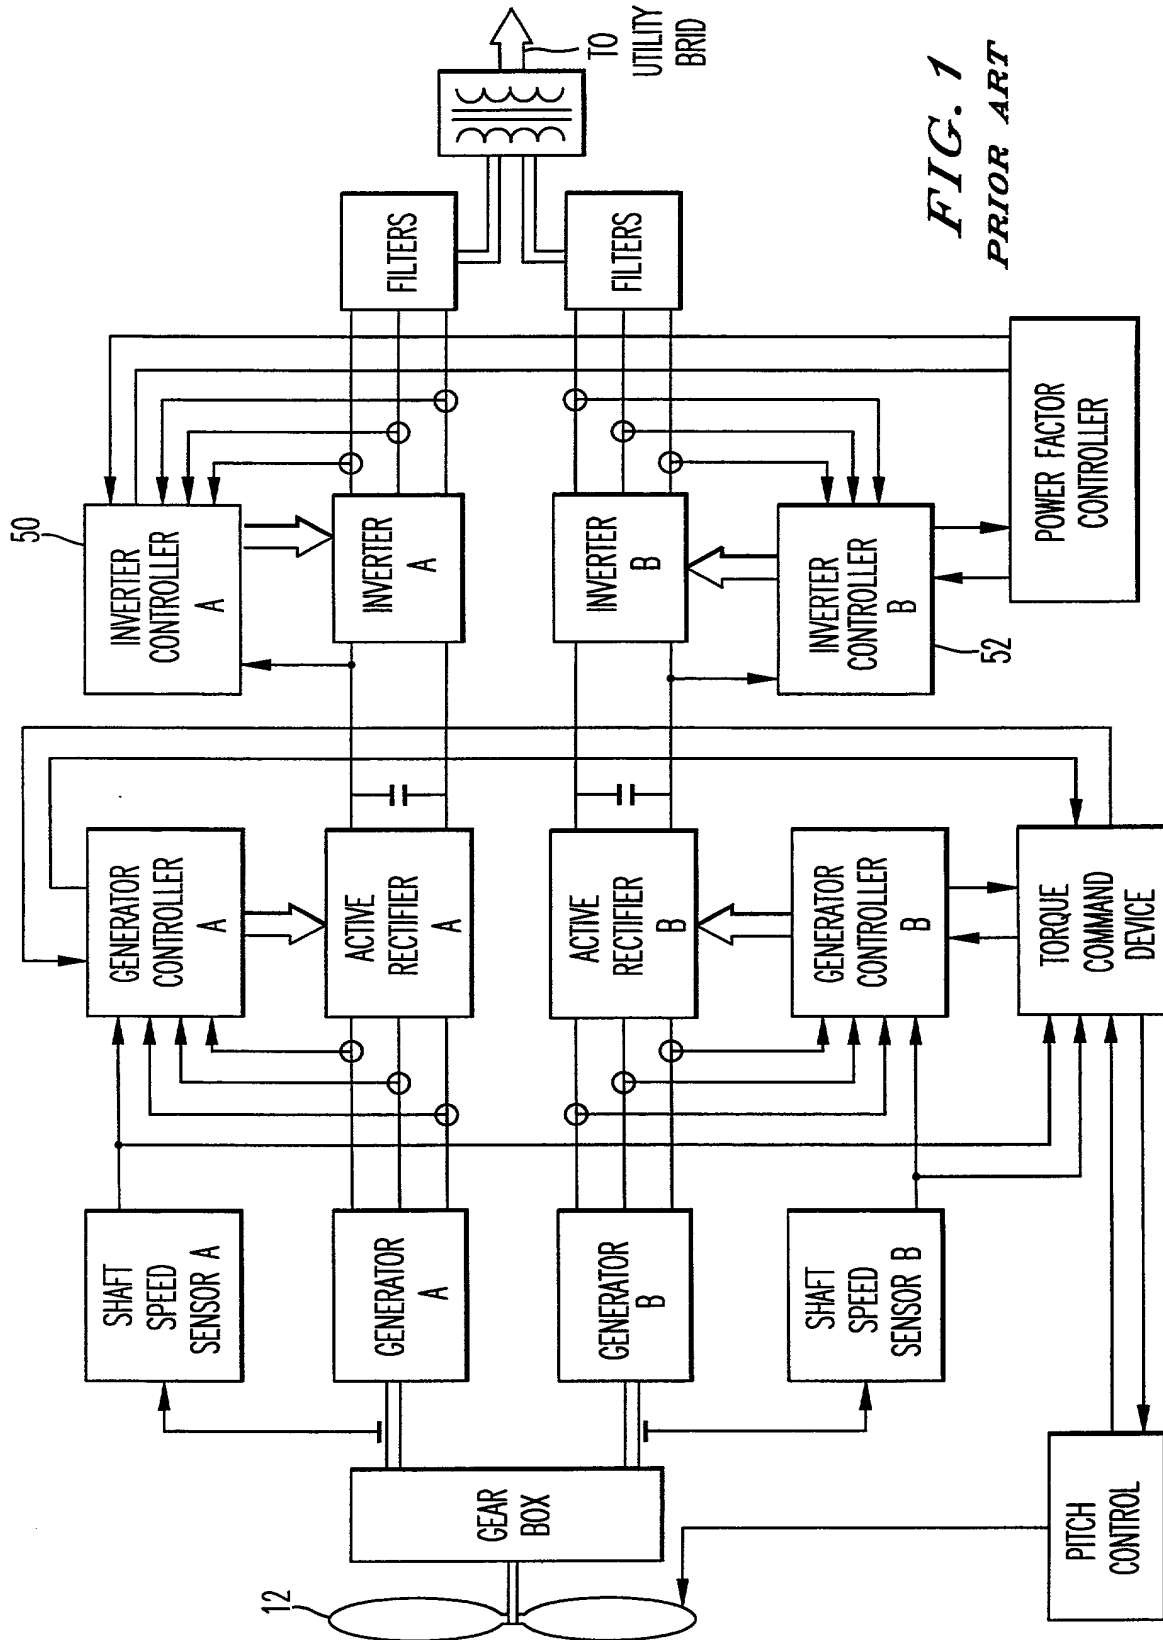 50
INVERTER
CONTROLLER
A
GENERATOR
CONTROLLER
A
SHAFT
SPEED
SENSOR A
12
GEAR
BOX
GENERATOR
A
ACTIVE
RECTIFIER
A
INVERTER
A
FILTERS
TO
UTILITY
BRID
GENERATOR
B
ACTIVE
RECTIFIER
B
INVERTER
B
FILTERS
SHAFT
SPEED
SENSOR B
GENERATOR
CONTROLLER
B
INVERTER
CONTROLLER
B
52
PITCH
CONTROL
TORQUE
COMMAND
DEVICE
POWER FACTOR
CONTROLLER
FIG. 1
PRIOR ART